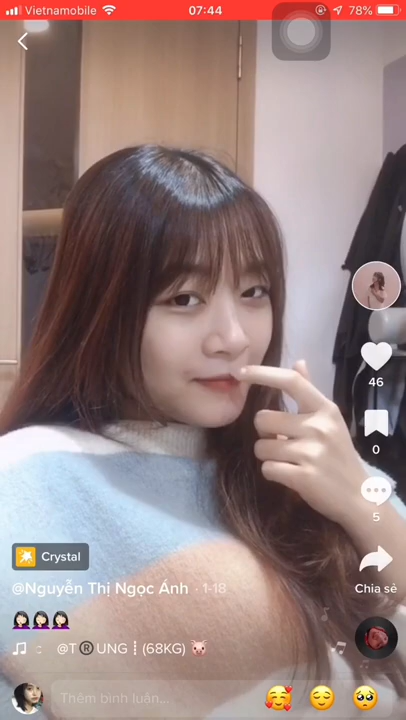 Vietnamobile 07:44 78%
46
0
5
Crystal
Chia sẻ
@Nguyễn Thị Ngọc Ánh · 1-18
🤦🏻‍♀️🤦🏻‍♀️🤦🏻‍♀️
: @T®️UNG┋(68KG) 🐷
Thêm bình luận...